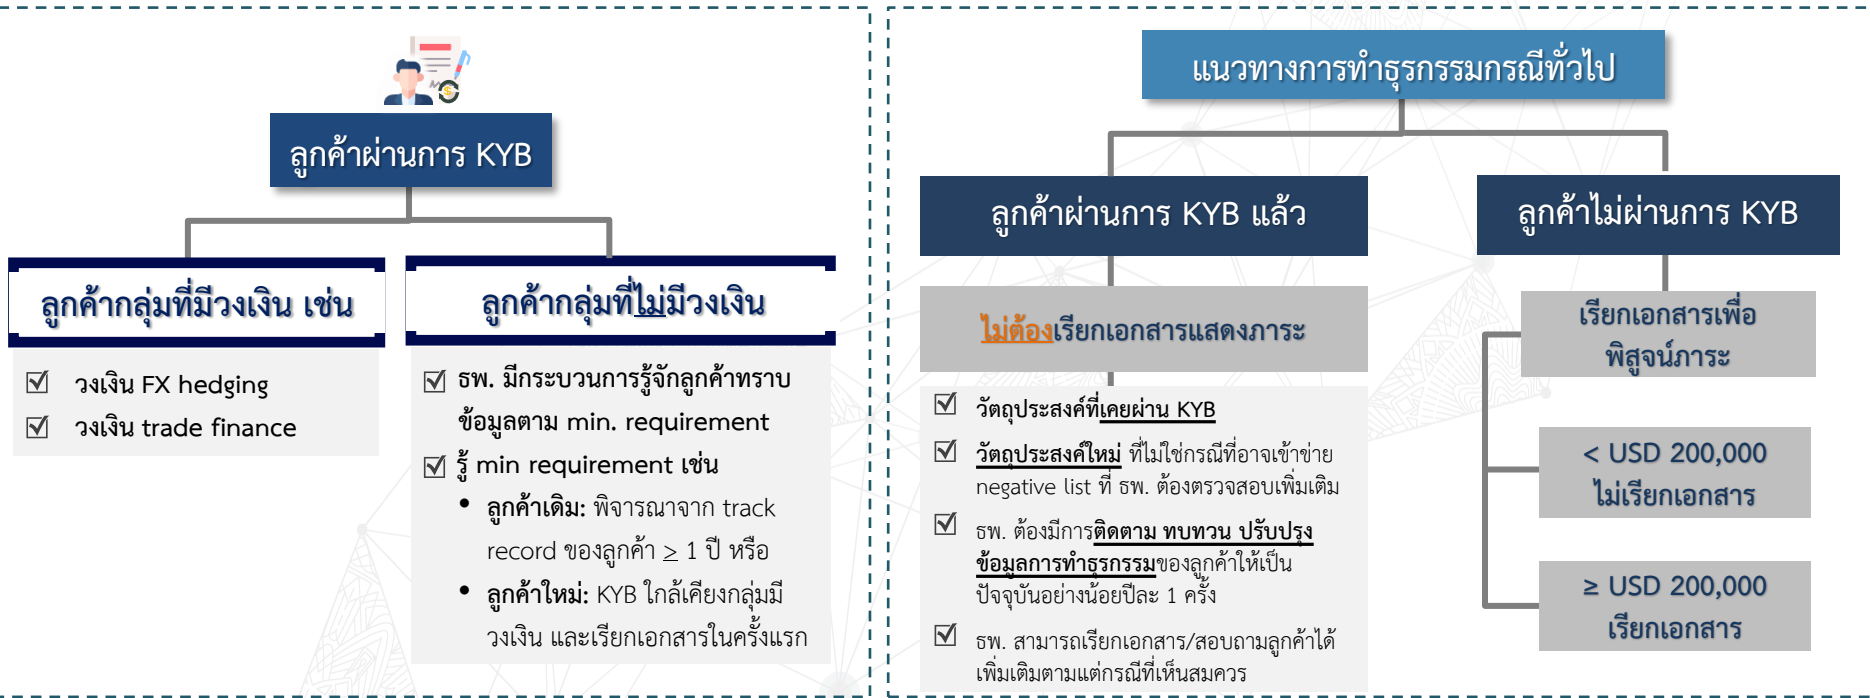 ลูกค้าผ่านการ KYB
ลูกค้ากลุ่มที่มีวงเงิน เช่น
วงเงิน FX hedging
วงเงิน trade finance
ลูกค้ากลุ่มที่ไม่มีวงเงิน
ธพ. มีกระบวนการรู้จักลูกค้าทราบ
ข้อมูลตาม min. requirement
รู้ min requirement เช่น
• ลูกค้าเดิม: พิจารณาจาก track
record ของลูกค้า ≥ 1 ปี หรือ
• ลูกค้าใหม่: KYB ใกล้เคียงกลุ่มมี
วงเงิน และเรียกเอกสารในครั้งแรก
แนวทางการทำธุรกรรมกรณีทั่วไป
ลูกค้าผ่านการ KYB แล้ว
ไม่ต้องเรียกเอกสารแสดงภาระ
วัตถุประสงค์ที่เคยผ่าน KYB
วัตถุประสงค์ใหม่ ที่ไม่ใช่กรณีที่อาจเข้าข่าย
negative list ที่ ธพ. ต้องตรวจสอบเพิ่มเติม
ธพ. ต้องมีการติดตาม ทบทวน ปรับปรุง
ข้อมูลการทำธุรกรรมของลูกค้าให้เป็น
ปัจจุบันอย่างน้อยปีละ 1 ครั้ง
ธพ. สามารถเรียกเอกสาร/สอบถามลูกค้าได้
เพิ่มเติมตามแต่กรณีที่เห็นสมควร
ลูกค้าไม่ผ่านการ KYB
เรียกเอกสารเพื่อ
พิสูจน์ภาระ
< USD 200,000
ไม่เรียกเอกสาร
≥ USD 200,000
เรียกเอกสาร